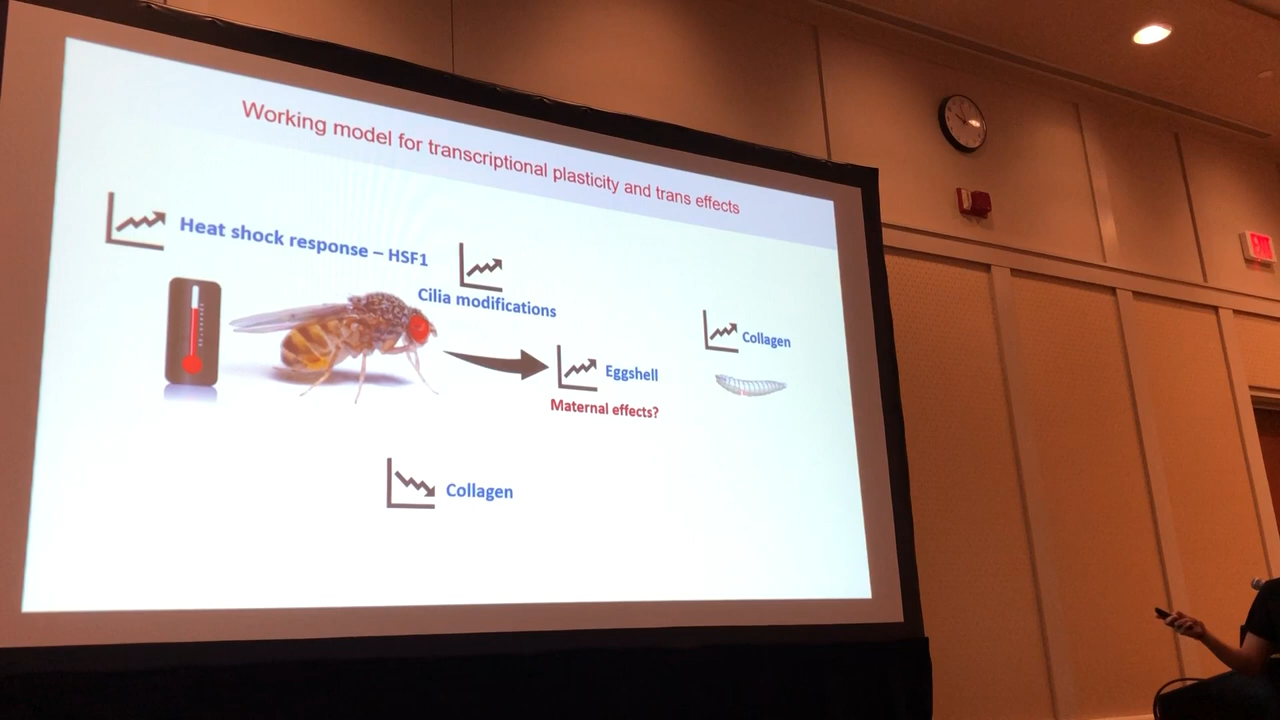 Working model for transcriptional plasticity and trans effects
Heat shock response – HSF1
Cilia modifications
Eggshell
Maternal effects?
Collagen
Collagen
EXIT